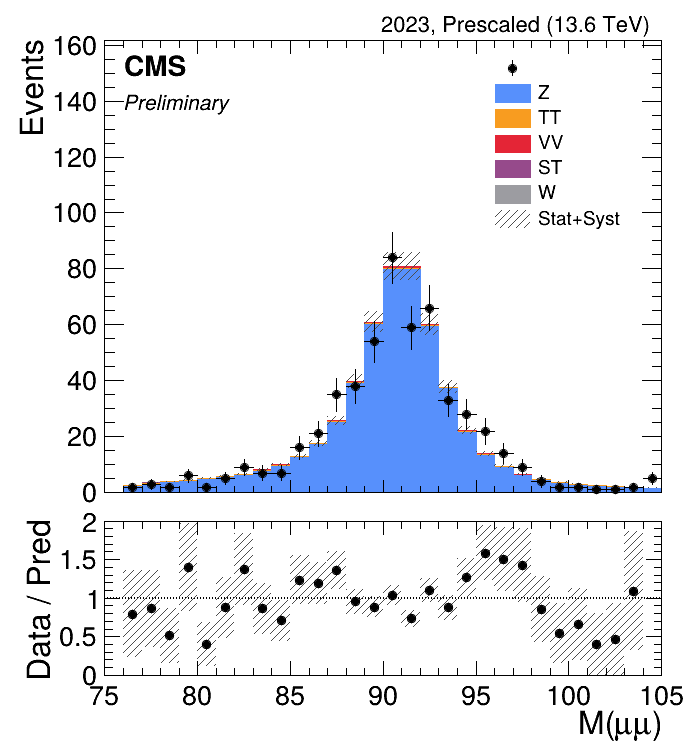 2023, Prescaled (13.6 TeV)
Events
160
140
120
100
80
60
40
20
0
CMS
Preliminary
Z
TT
VV
ST
W
Stat+Syst
Data / Pred
2
1.5
1
0.5
0
75 80 85 90 95 100 105
M(μμ)